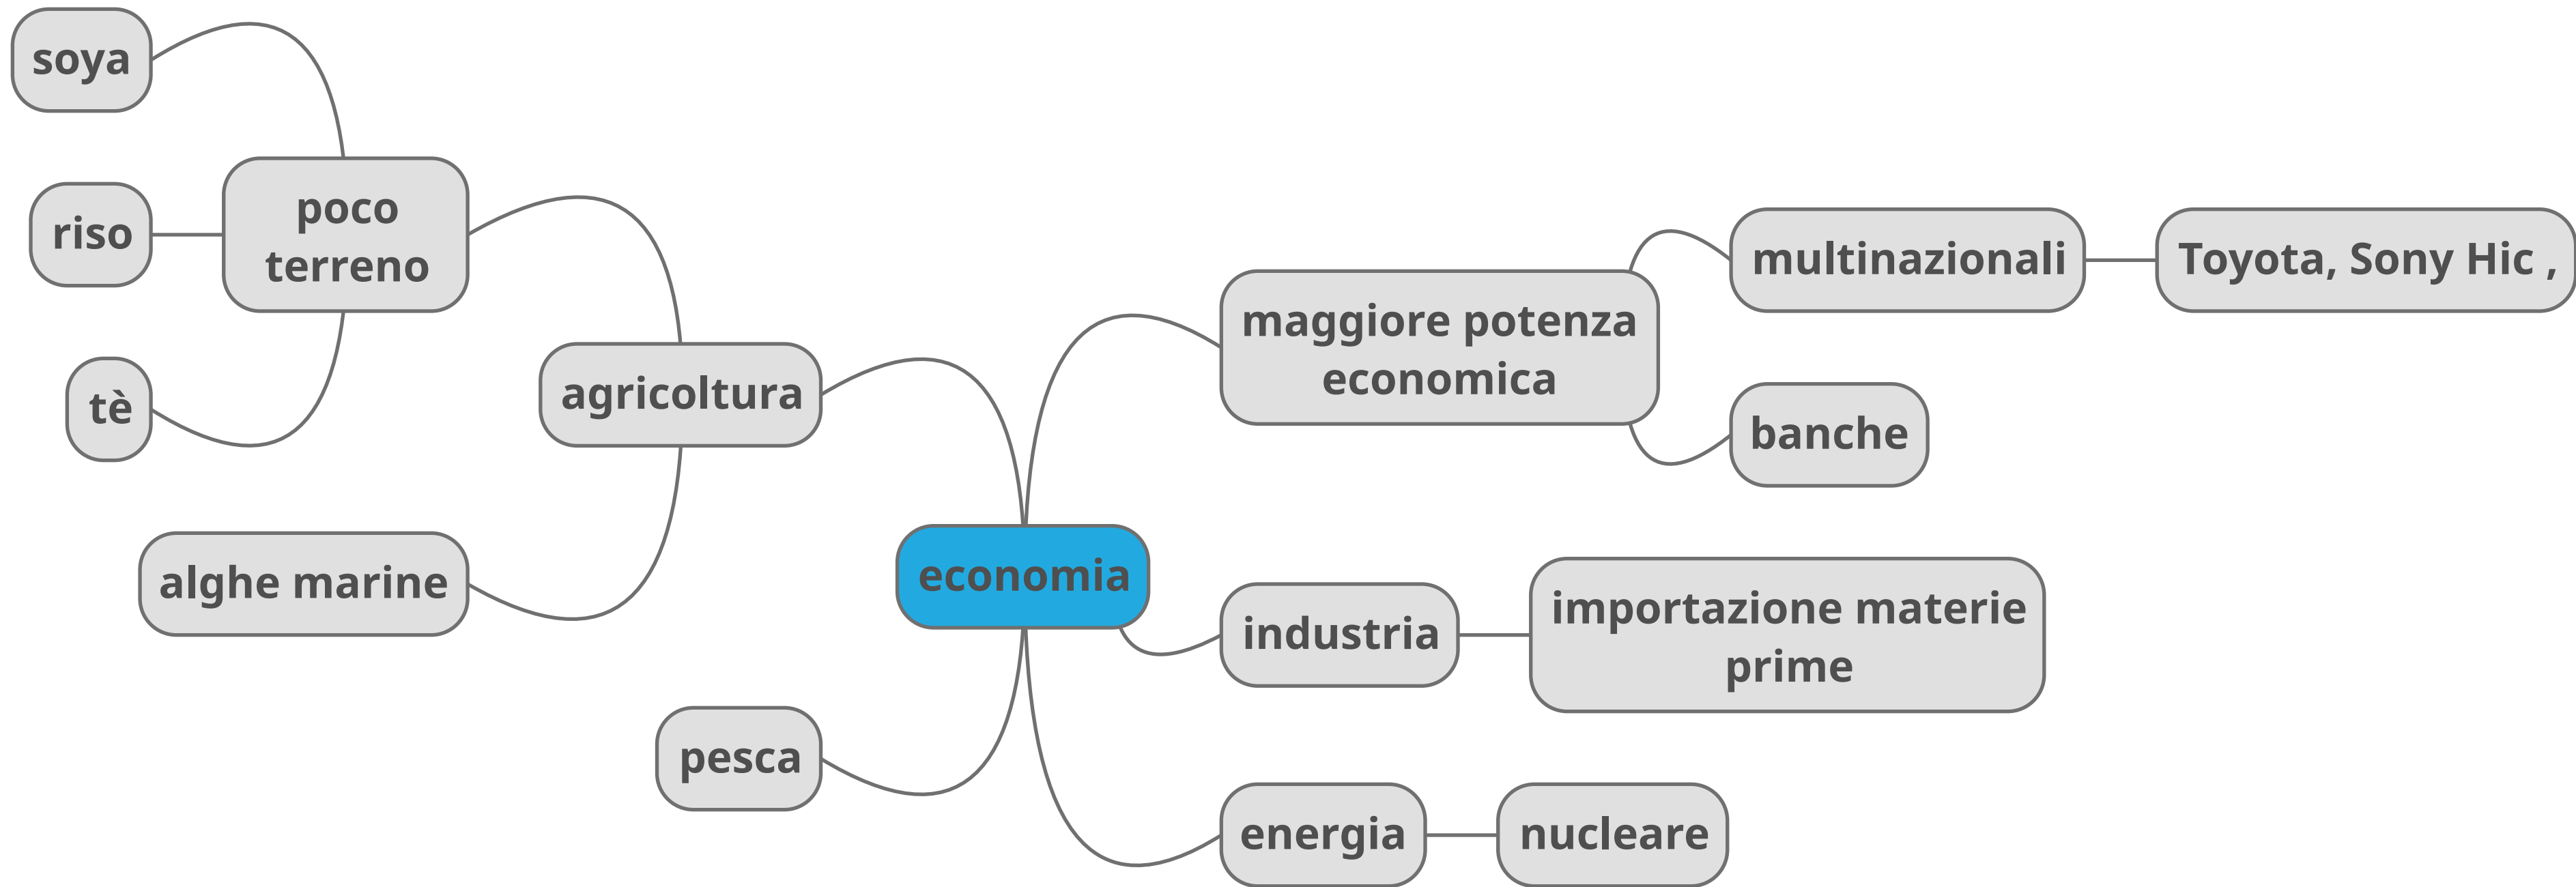 soya
riso
tè
poco
terreno
alghe marine
agricoltura
pesca
economia
maggiore potenza
economica
multinazionali
Toyota, Sony Hic ,
banche
industria
importazione materie
prime
energia
nucleare